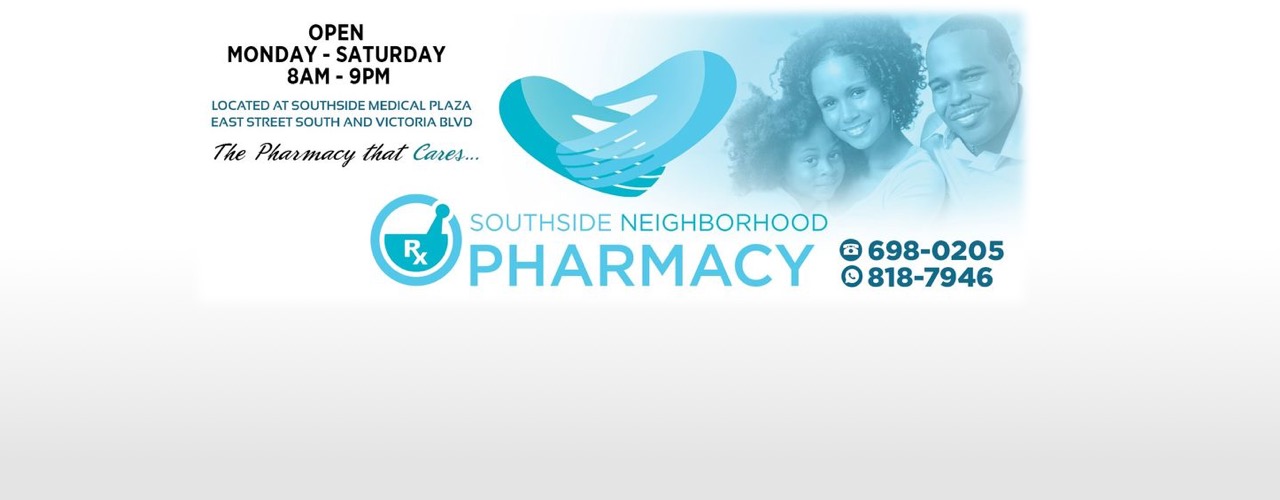 OPEN
MONDAY - SATURDAY
8AM - 9PM
LOCATED AT SOUTHSIDE MEDICAL PLAZA
EAST STREET SOUTH AND VICTORIA BLVD
The Pharmacy that Cares...
Rx
SOUTHSIDE NEIGHBORHOOD
PHARMACY
698-0205
818-7946